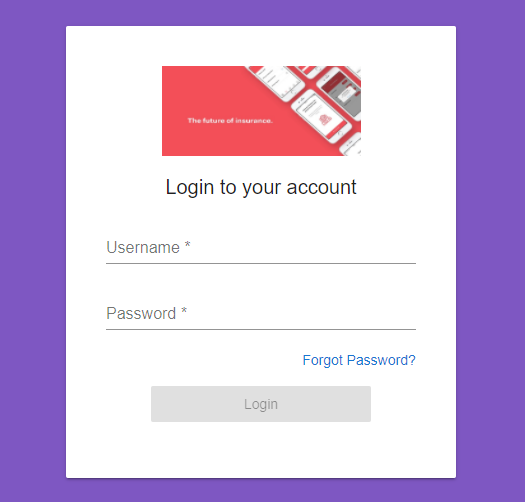 The future of insurance.
Login to your account
Username *
Password *
Forgot Password?
Login